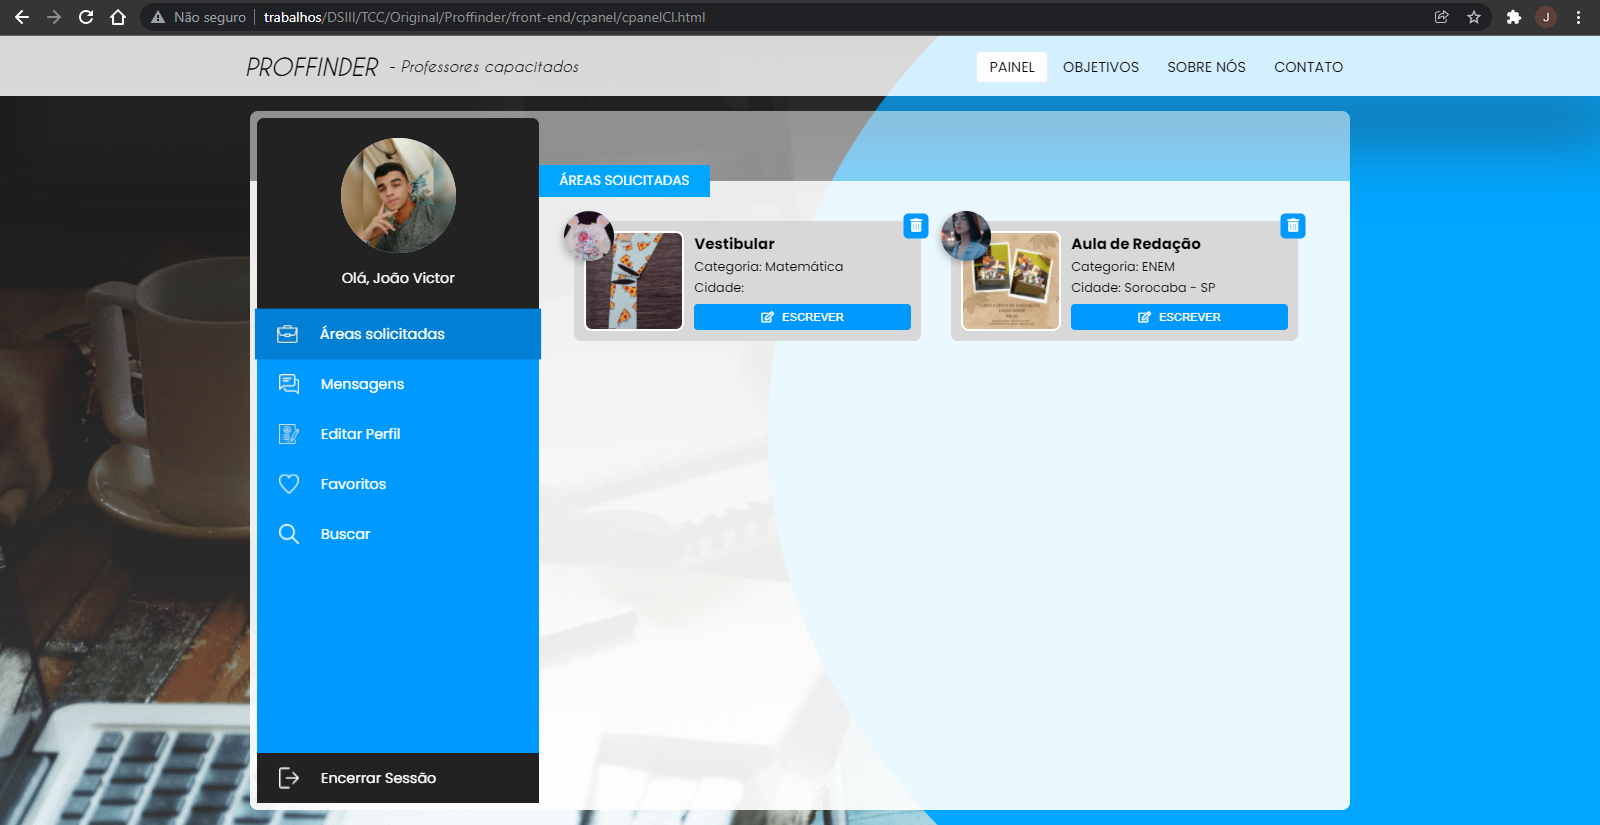 Não seguro
trabalhos/DSIII/TCC/Original/Proffinder/front-end/cpanel/cpanelCl.html
J
PROFFINDER - Professores capacitados
PAINEL
OBJETIVOS
SOBRE NÓS
CONTATO
Olá, João Victor
Áreas solicitadas
Mensagens
Editar Perfil
Favoritos
Buscar
Encerrar Sessão
ÁREAS SOLICITADAS
Vestibular
Categoria: Matemática
Cidade:
ESCREVER
Aula de Redação
Categoria: ENEM
Cidade: Sorocaba - SP
ESCREVER